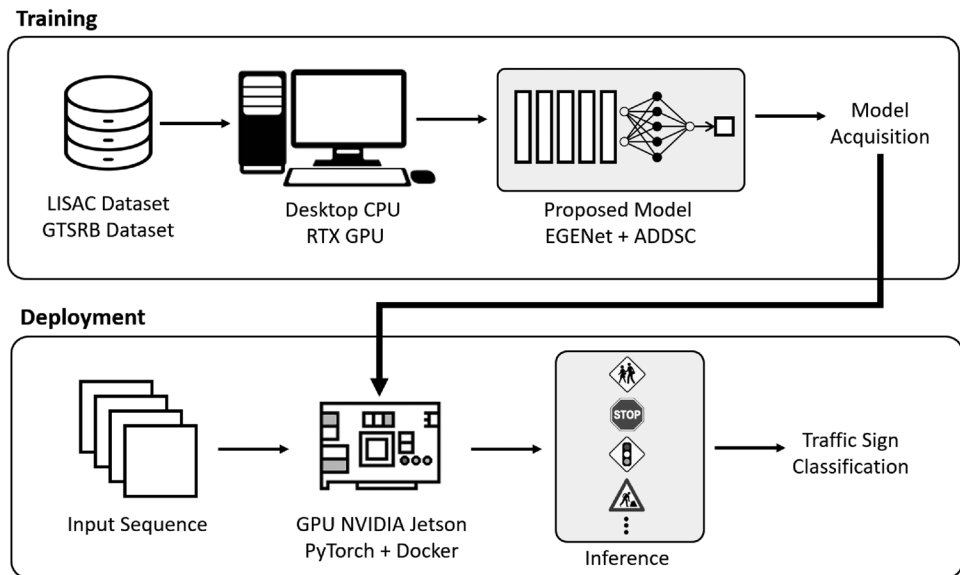 Training
LISAC Dataset
GTSRB Dataset
Desktop CPU
RTX GPU
Proposed Model
EGENet + ADDSC
Model
Acquisition
Deployment
Input Sequence
GPU NVIDIA Jetson
PyTorch + Docker
STOP
Inference
Traffic Sign
Classification